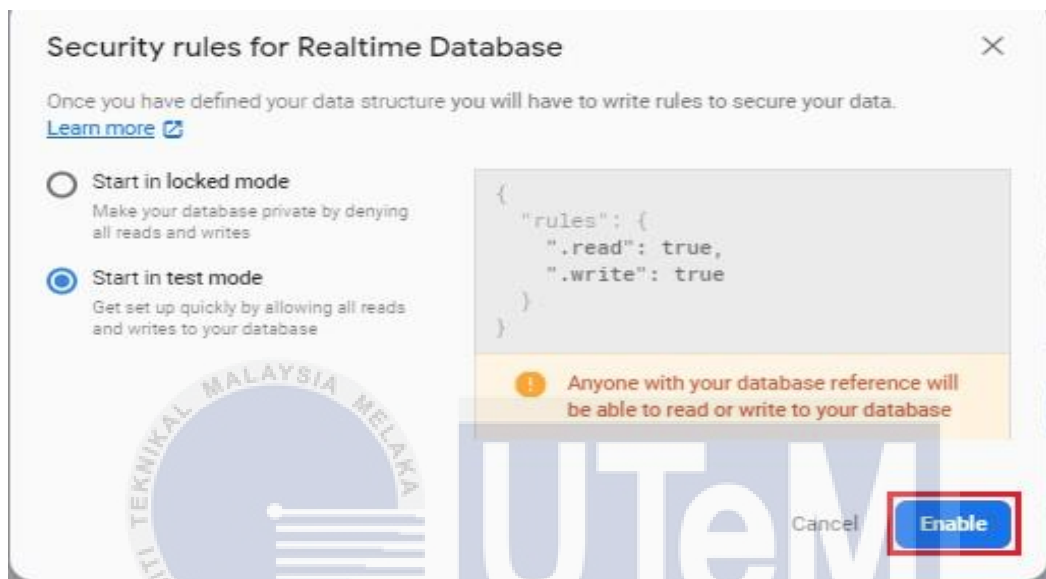 Security rules for Realtime Database
Once you have defined your data structure you will have to write rules to secure your data.
Learn more
Start in locked mode
Make your database private by denying
all reads and writes
Start in test mode
Get set up quickly by allowing all reads
and writes to your database
{
"rules": {
".read": true,
".write": true
}
}
Anyone with your database reference will
be able to read or write to your database
Cancel
Enable
TEKNIKAL MALAYSIA MELAKA
UTeM